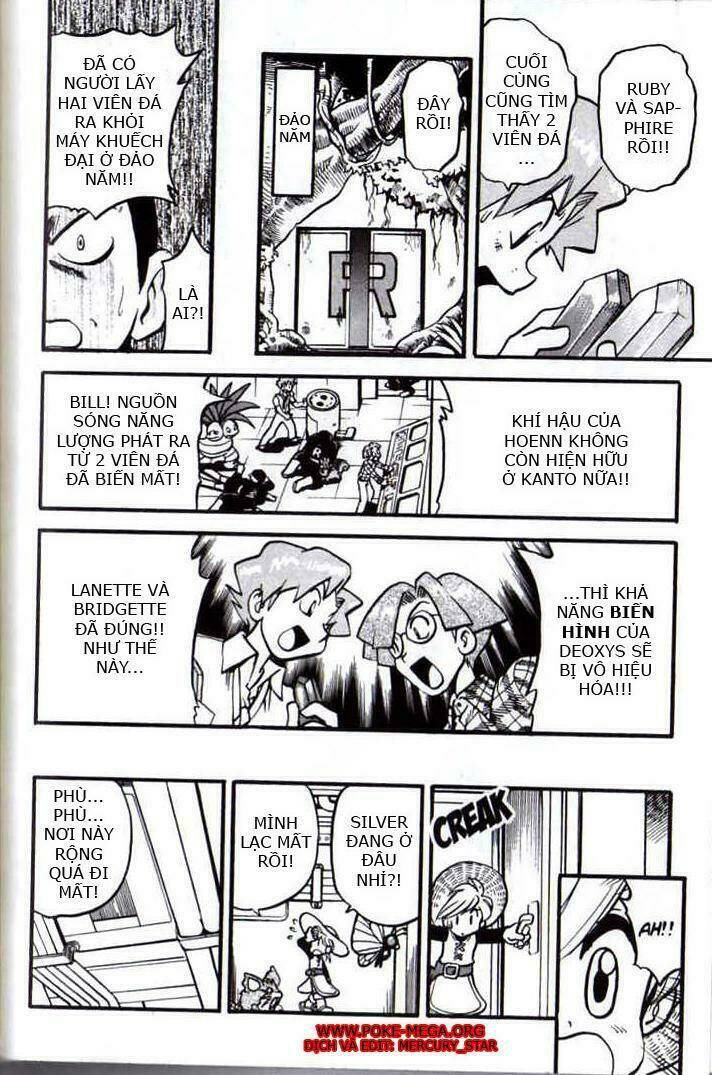 ĐÃ CÓ
NGƯỜI LẤY
HAI VIÊN ĐÁ
RA KHỎI
MÁY KHUẾCH
ĐẠI Ở ĐẢO
NĂM!!
LÀ
AI?!
ĐẢO
NĂM
ĐÂY
RỒI!
CUỐI
CÙNG
CŨNG TÌM
THẤY 2
VIÊN ĐÁ
...
RUBY
VÀ SAP-
PHIRE
RỒI!!
R
BILL! NGUỒN
SÓNG NĂNG
LƯỢNG PHÁT RA
TỪ 2 VIÊN ĐÁ
ĐÃ BIẾN MẤT!
KHÍ HẬU CỦA
HOENN KHÔNG
CÒN HIỆN HỮU
Ở KANTO NỮA!!
LANETTE VÀ
BRIDGETTE
ĐÃ ĐÚNG!!
NHƯ THẾ
NÀY...
...THÌ KHẢ
NĂNG BIẾN
HÌNH CỦA
DEOXYS SẼ
BỊ VÔ HIỆU
HÓA!!!
PHÙ...
PHÙ...
NƠI NÀY
RỘNG
QUÁ ĐI
MẤT!
MÌNH
LẠC MẤT
RỒI!
SILVER
ĐANG Ở
ĐÂU
NHỈ?!
CREAK
AH!!
WWW.POKE-MEGA.ORG
DỊCH VÀ EDIT: MERCURY_STAR